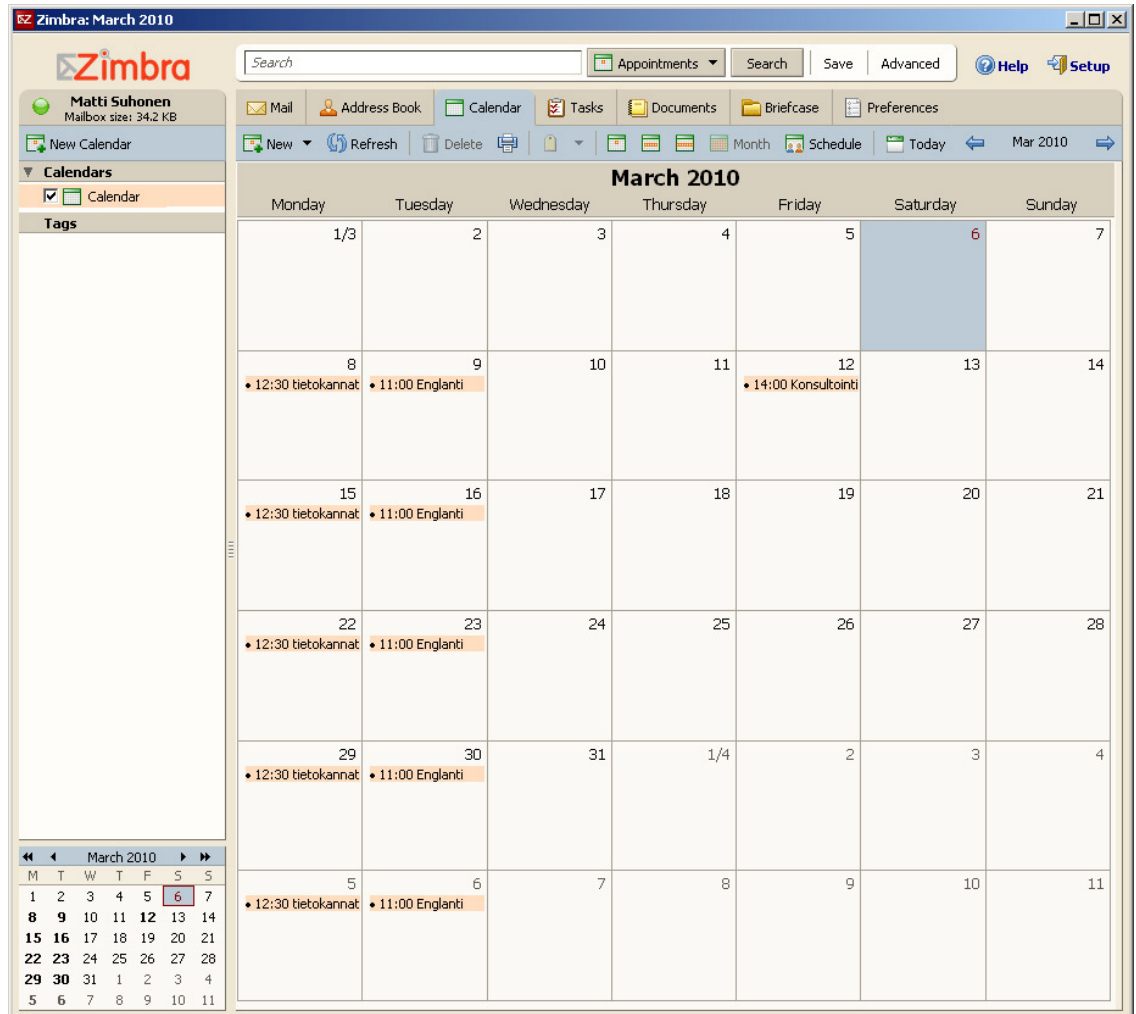 Zimbra: March 2010
Zimbra
Search
Appointments
Search
Save
Advanced
Help
Setup
Matti Suhonen
Mailbox size: 34.2 KB
Mail
Address Book
Calendar
Tasks
Documents
Briefcase
Preferences
New Calendar
New
Refresh
Delete
Month
Schedule
Today
Mar 2010
Calendars
Calendar
Tags
March 2010
Monday Tuesday Wednesday Thursday Friday Saturday Sunday
1/3 2 3 4 5 6 7
8 9 10 11 12 13 14
• 12:30 tietokannat • 11:00 Englanti • 14:00 Konsultointi
15 16 17 18 19 20 21
• 12:30 tietokannat • 11:00 Englanti
22 23 24 25 26 27 28
• 12:30 tietokannat • 11:00 Englanti
29 30 31 1/4 2 3 4
• 12:30 tietokannat • 11:00 Englanti
5 6 7 8 9 10 11
• 12:30 tietokannat • 11:00 Englanti
March 2010
M T W T F S S
1 2 3 4 5 6 7
8 9 10 11 12 13 14
15 16 17 18 19 20 21
22 23 24 25 26 27 28
29 30 31 1 2 3 4
5 6 7 8 9 10 11